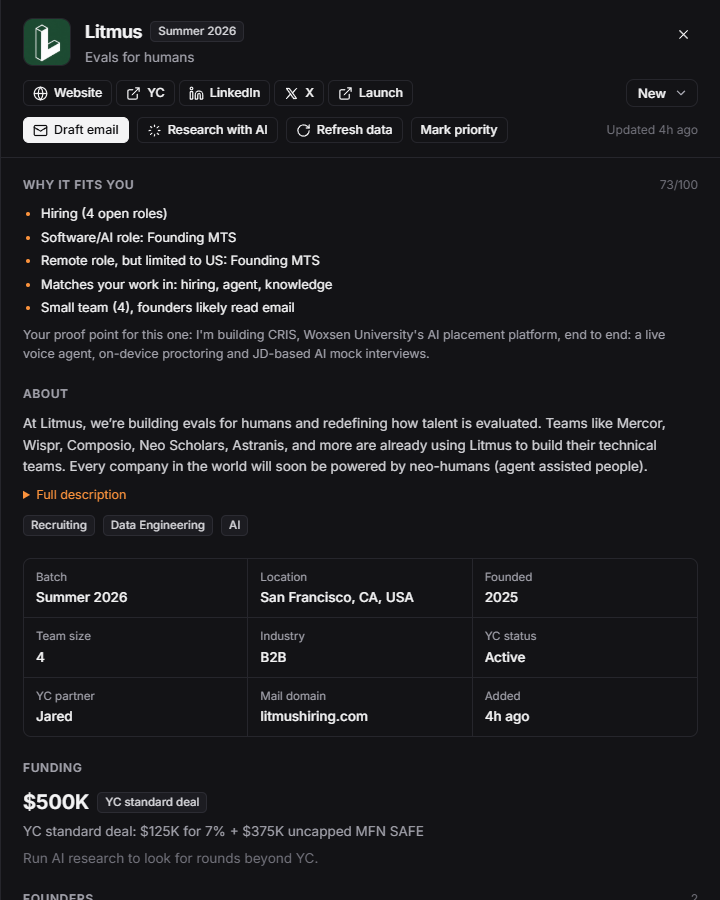 Litmus Summer 2026
Evals for humans
Website YC LinkedIn X Launch New
Draft email Research with AI Refresh data Mark priority Updated 4h ago
WHY IT FITS YOU 73/100
• Hiring (4 open roles)
• Software/AI role: Founding MTS
• Remote role, but limited to US: Founding MTS
• Matches your work in: hiring, agent, knowledge
• Small team (4), founders likely read email
Your proof point for this one: I'm building CRIS, Woxsen University's AI placement platform, end to end: a live
voice agent, on-device proctoring and JD-based AI mock interviews.
ABOUT
At Litmus, we’re building evals for humans and redefining how talent is evaluated. Teams like Mercor,
Wispr, Composio, Neo Scholars, Astranis, and more are already using Litmus to build their technical
teams. Every company in the world will soon be powered by neo-humans (agent assisted people).
Full description
Recruiting Data Engineering AI
Batch Location Founded
Summer 2026 San Francisco, CA, USA 2025
Team size Industry YC status
4 B2B Active
YC partner Mail domain Added
Jared litmushiring.com 4h ago
FUNDING
$500K YC standard deal
YC standard deal: $125K for 7% + $375K uncapped MFN SAFE
Run AI research to look for rounds beyond YC.
FOUNDERS 2